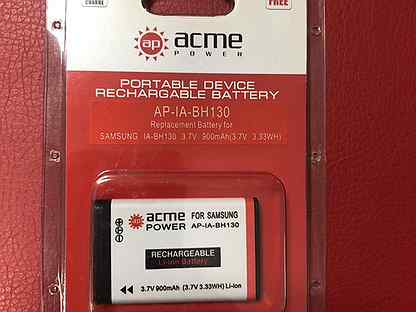 CHARGE
FREE
ap acme
POWER
PORTABLE DEVICE
RECHARGABLE BATTERY
AP-IA-BH130
Replacement Battery for
SAMSUNG IA-BH130 3.7V 900mAh(3.7V 3.33WH)
ap acme
POWER
FOR SAMSUNG
AP-IA-BH130
RECHARGEABLE
Li-ion Battery
3.7V 900mAh (3.7V 3.33WH) Li-Ion